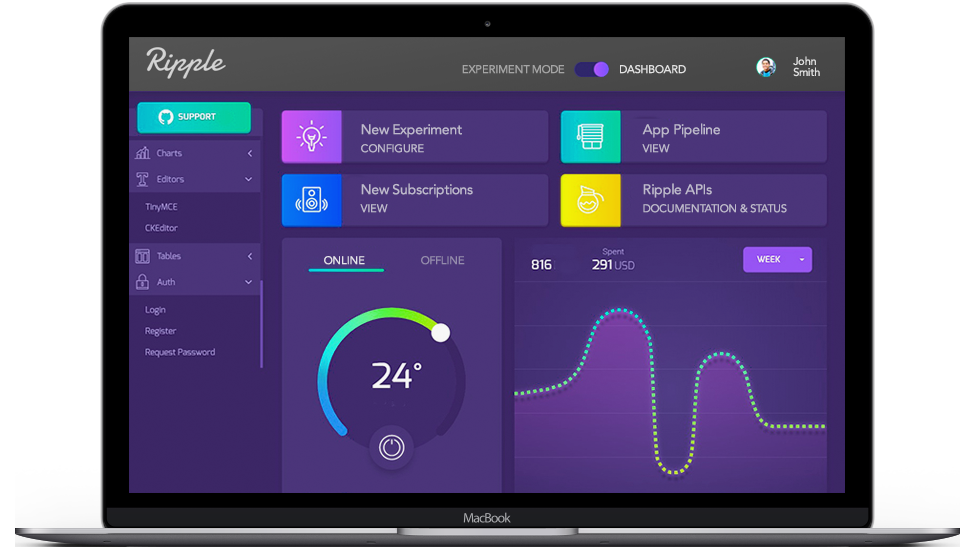 Ripple
EXPERIMENT MODE
DASHBOARD
John
Smith
SUPPORT
Charts
Editors
TinyMCE
CKEditor
Tables
Auth
Login
Register
Request Password
New Experiment
CONFIGURE
App Pipeline
VIEW
New Subscriptions
VIEW
Ripple APIs
DOCUMENTATION & STATUS
ONLINE
OFFLINE
24°
816
Spent
291 USD
WEEK
MacBook